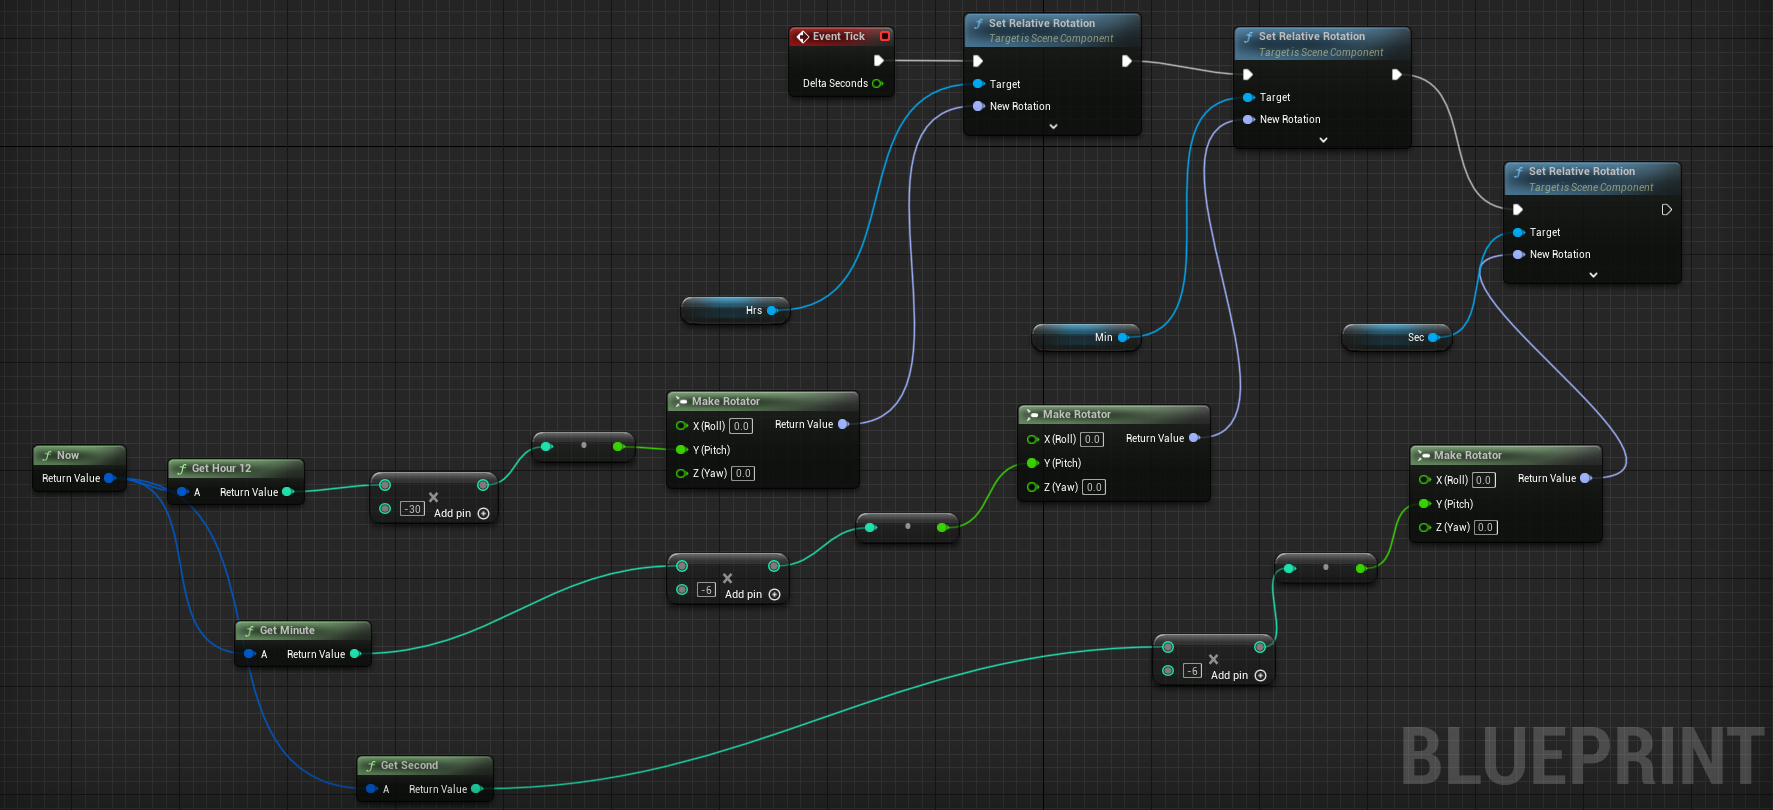 Event Tick
Delta Seconds
Set Relative Rotation
Target is Scene Component
Target
New Rotation
Set Relative Rotation
Target is Scene Component
Target
New Rotation
Set Relative Rotation
Target is Scene Component
Target
New Rotation
Hrs
Min
Sec
Now
Return Value
Get Hour 12
A Return Value
-30
×
Add pin
Make Rotator
X (Roll) 0.0 Return Value
Y (Pitch)
Z (Yaw) 0.0
Make Rotator
X (Roll) 0.0 Return Value
Y (Pitch)
Z (Yaw) 0.0
Make Rotator
X (Roll) 0.0 Return Value
Y (Pitch)
Z (Yaw) 0.0
-6
×
Add pin
Get Minute
A Return Value
-6
×
Add pin
Get Second
A Return Value
BLUEPRINT